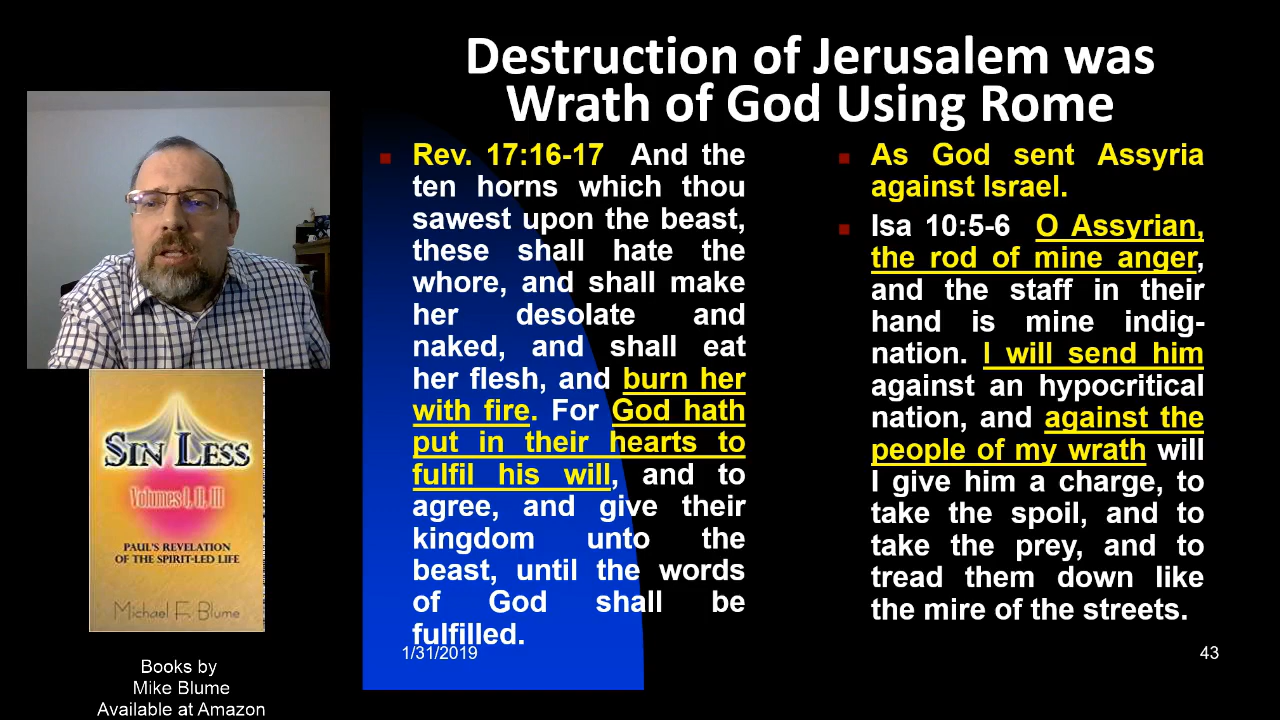 Destruction of Jerusalem was
Wrath of God Using Rome
Rev. 17:16-17 And the
ten horns which thou
sawest upon the beast,
these shall hate the
whore, and shall make
her desolate and
naked, and shall eat
her flesh, and burn her
with fire. For God hath
put in their hearts to
fulfil his will, and to
agree, and give their
kingdom unto the
beast, until the words
of God shall be
fulfilled.
As God sent Assyria
against Israel.
Isa 10:5-6 O Assyrian,
the rod of mine anger,
and the staff in their
hand is mine indig-
nation. I will send him
against an hypocritical
nation, and against the
people of my wrath will
I give him a charge, to
take the spoil, and to
take the prey, and to
tread them down like
the mire of the streets.
1/31/2019
43
SIN LESS
Volumes I, II, III
PAUL'S REVELATION
OF THE SPIRIT-LED LIFE
Michael F. Blume
Books by
Mike Blume
Available at Amazon